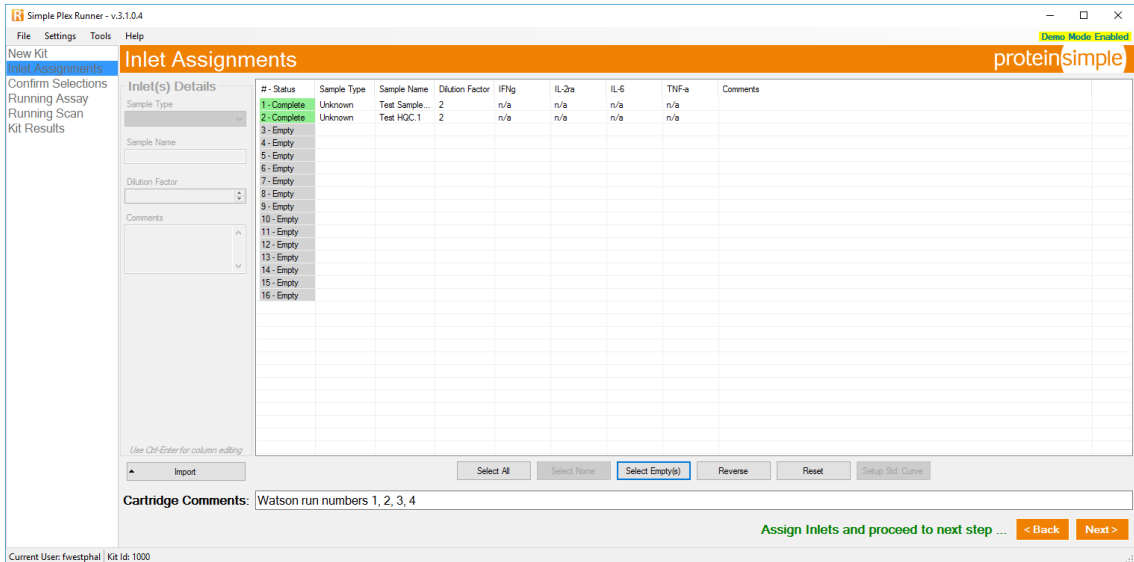 Simple Plex Runner - v.3.1.0.4
File Settings Tools Help
Demo Mode Enabled
New Kit
Inlet Assignments
Confirm Selections
Running Assay
Running Scan
Kit Results
Inlet Assignments
protein simple
Inlet(s) Details
Sample Type
Sample Name
Dilution Factor
Comments
Use Ctrl-Enter for column editing
Import
# - Status Sample Type Sample Name Dilution Factor IFNg IL-2ra IL-6 TNF-a Comments
1 - Complete Unknown Test Sample... 2 n/a n/a n/a n/a
2 - Complete Unknown Test HQC.1 2 n/a n/a n/a n/a
3 - Empty
4 - Empty
5 - Empty
6 - Empty
7 - Empty
8 - Empty
9 - Empty
10 - Empty
11 - Empty
12 - Empty
13 - Empty
14 - Empty
15 - Empty
16 - Empty
Select All Select None Select Empty(s) Reverse Reset Setup Std. Curve
Cartridge Comments: Watson run numbers 1, 2, 3, 4
Assign Inlets and proceed to next step ... < Back Next >
Current User: fwestphal Kit Id: 1000